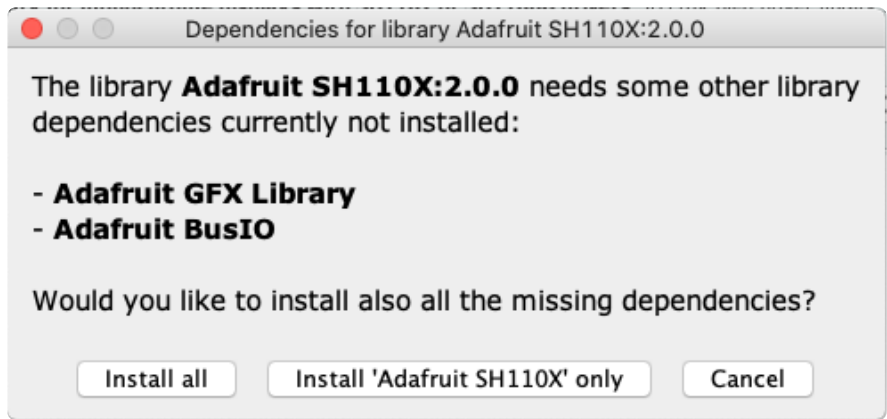 Dependencies for library Adafruit SH110X:2.0.0
The library Adafruit SH110X:2.0.0 needs some other library
dependencies currently not installed:
- Adafruit GFX Library
- Adafruit BusIO
Would you like to install also all the missing dependencies?
Install all Install 'Adafruit SH110X' only Cancel